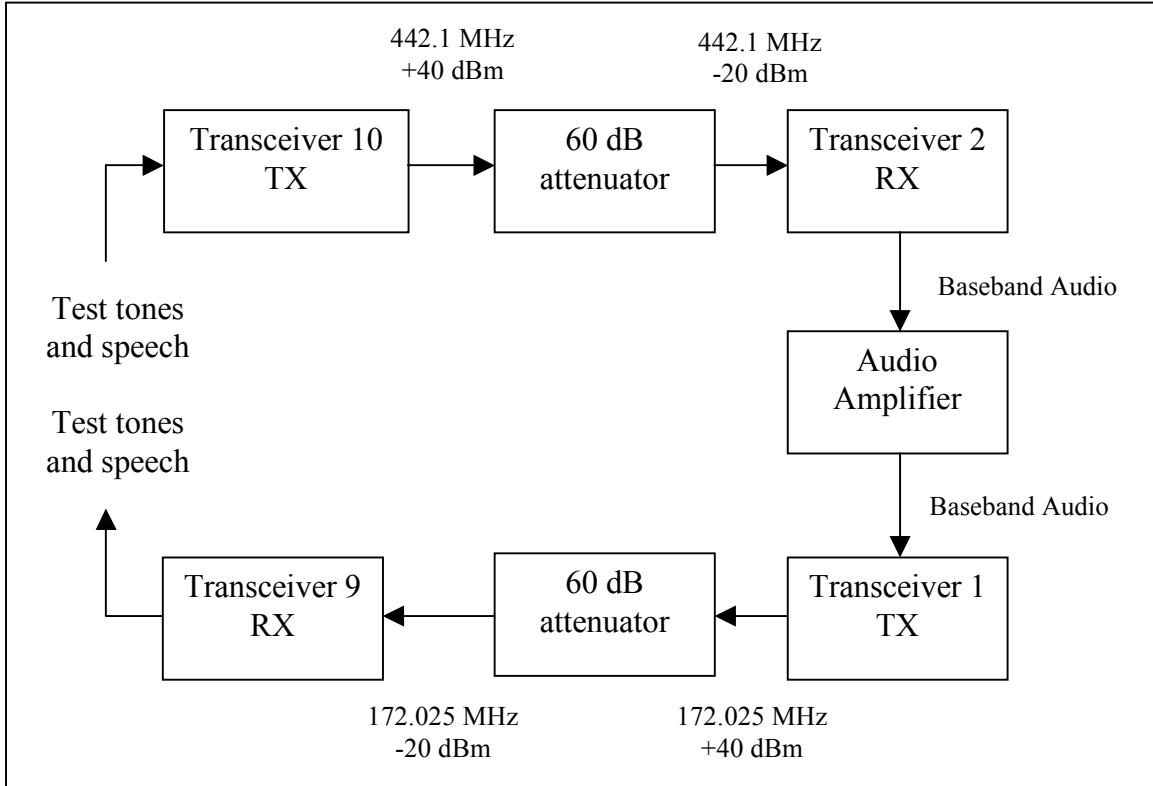 442.1 MHz
+40 dBm
442.1 MHz
-20 dBm
Transceiver 10
TX
60 dB
attenuator
Transceiver 2
RX
Baseband Audio
Test tones
and speech
Audio
Amplifier
Test tones
and speech
Baseband Audio
Transceiver 9
RX
60 dB
attenuator
Transceiver 1
TX
172.025 MHz
-20 dBm
172.025 MHz
+40 dBm